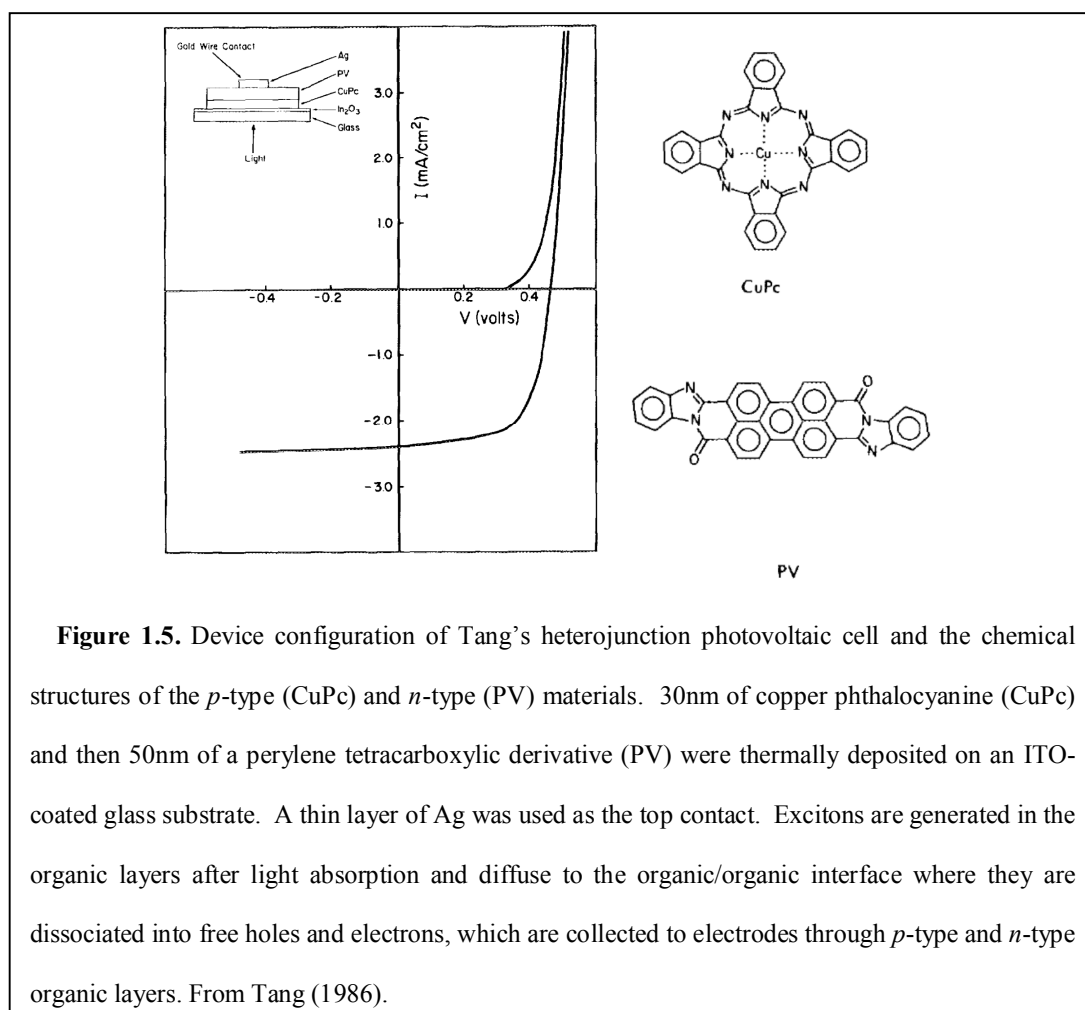 Gold Wire Contact
Ag
PV
CuPc
In₂O₃
Glass
Light
I (mA/cm²)
3.0
2.0
1.0
-0.4
-0.2
0.2
0.4
V (volts)
-1.0
-2.0
-3.0
N
N
N
N
N
Cu
N
N
N
CuPc
O
N
N
N
N
O
PV
Figure 1.5. Device configuration of Tang's heterojunction photovoltaic cell and the chemical
structures of the p-type (CuPc) and n-type (PV) materials. 30nm of copper phthalocyanine (CuPc)
and then 50nm of a perylene tetracarboxylic derivative (PV) were thermally deposited on an ITO-
coated glass substrate. A thin layer of Ag was used as the top contact. Excitons are generated in the
organic layers after light absorption and diffuse to the organic/organic interface where they are
dissociated into free holes and electrons, which are collected to electrodes through p-type and n-type
organic layers. From Tang (1986).